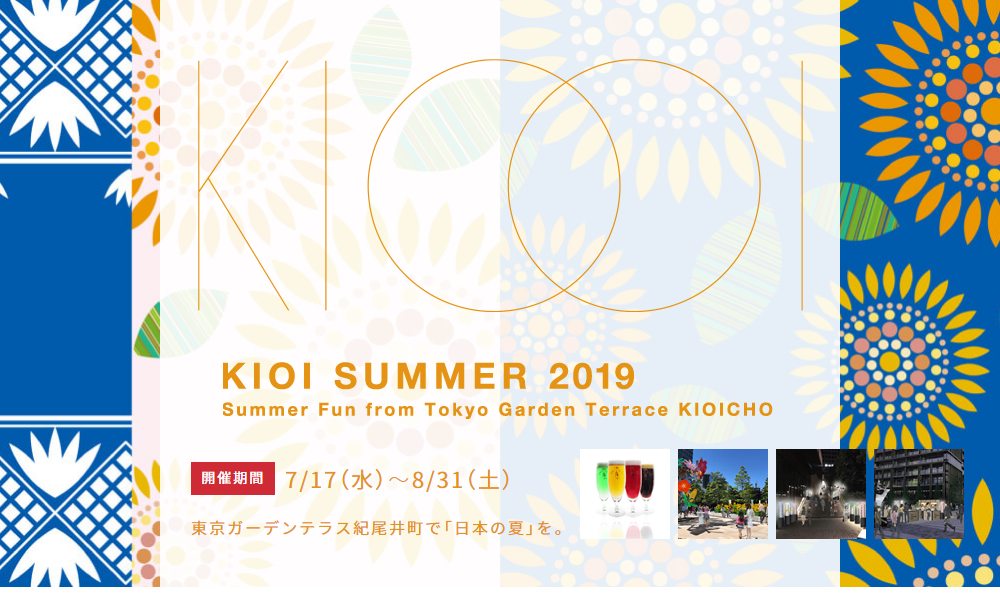 KIOOI
KIOI SUMMER 2019
Summer Fun from Tokyo Garden Terrace KIOICHO
開催期間 7/17(水)～8/31(土)
東京ガーデンテラス紀尾井町で「日本の夏」を。